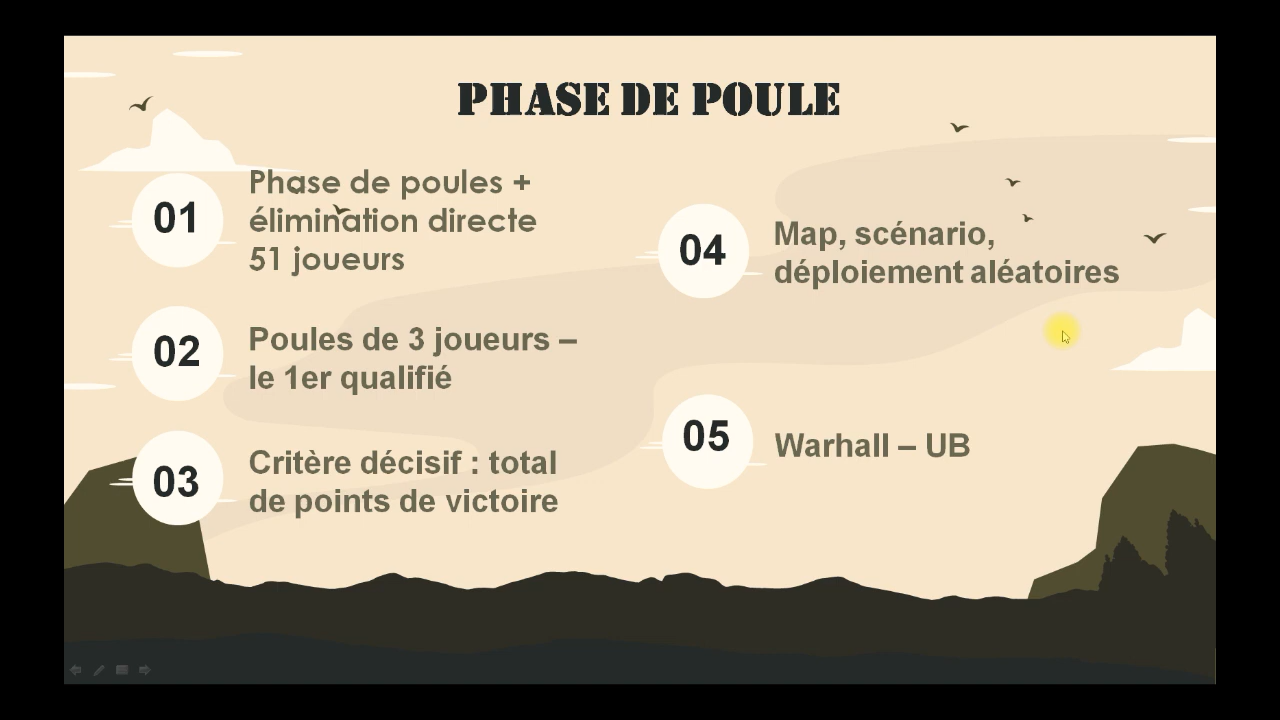 PHASE DE POULE
01
Phase de poules +
élimination directe
51 joueurs
02
Poules de 3 joueurs –
le 1er qualifié
03
Critère décisif : total
de points de victoire
04
Map, scénario,
déploiement aléatoires
05
Warhall – UB